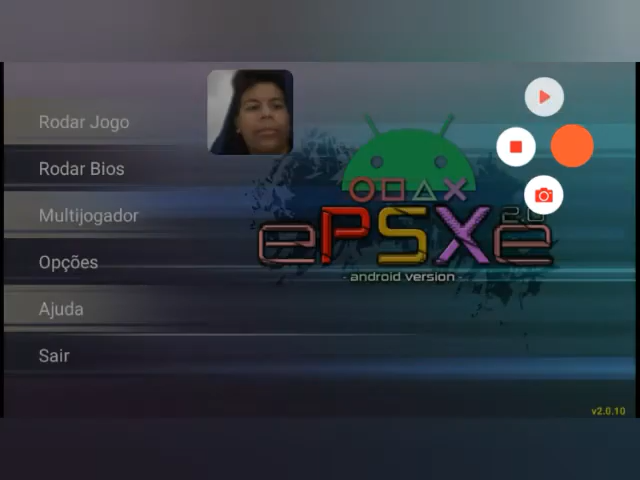 Rodar Jogo
Rodar Bios
Multijogador
Opções
Ajuda
Sair
ePSXe
2.0
- android version -
v2.0.10